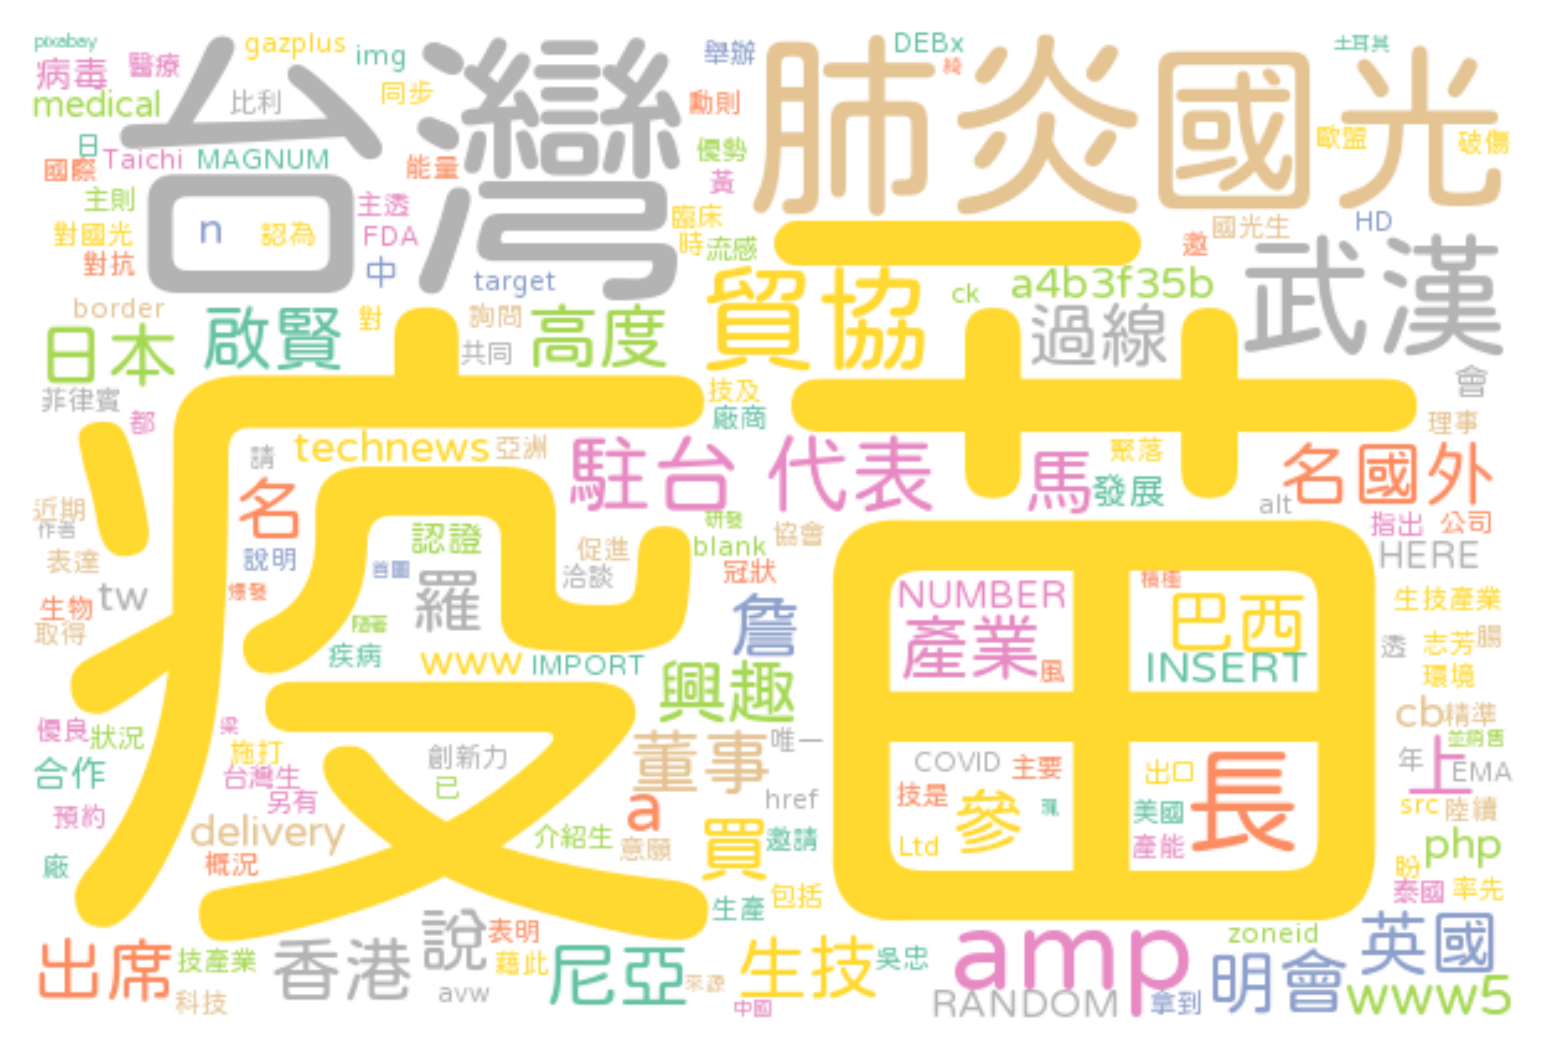 pixabay
gazplus
img
舉辦
DEBx
土耳其
病毒
醫療
台灣
肺炎國光
同步
綺
medical
比利
勳則
日
Taichi
MAGNUM
能量
優勢
歐盟
破傷
國際
黃
主則
主透
臨床
國光生
HD
對國光
n
認為
FDA
時
流感
一
邀
武漢
對抗
中
target
貿協
ck
a4b3f35b
border
啟賢
對
詢問
高度
過線
日本
共同
會
菲律賓
技及
都
廠商
理事
疫苗
請
technews
亞洲
駐台
代表
馬
聚落
發展
名國外
名
alt
近期
作者
認證
研發
協會
指出
公司
表達
說明
首圖
促進
blank
HERE
洽談
冠狀
tw
爆發
羅
NUMBER
積極
巴西
生技產業
生物
詹
取得
隨著
產業
透
志芳
腸
疾病
www
IMPORT
興趣
風
INSERT
環境
優良
狀況
梁
cb
精準
施打
創新力
董事
唯一
COVID
主要
出口
長
年
上
並銷售
合作
台灣生
已
EMA
另有
a
href
技是
參
美國
src
陸續
預約
delivery
介紹生
意願
買
邀請
Ltd
產能
php
廠
概況
盼
泰國
率先
生產
包括
出席
技產業
香港
說
表明
藉此
尼亞
生技
吳忠
amp
zoneid
英國
明會
科技
avw
來源
中國
RANDOM
拿到
www5